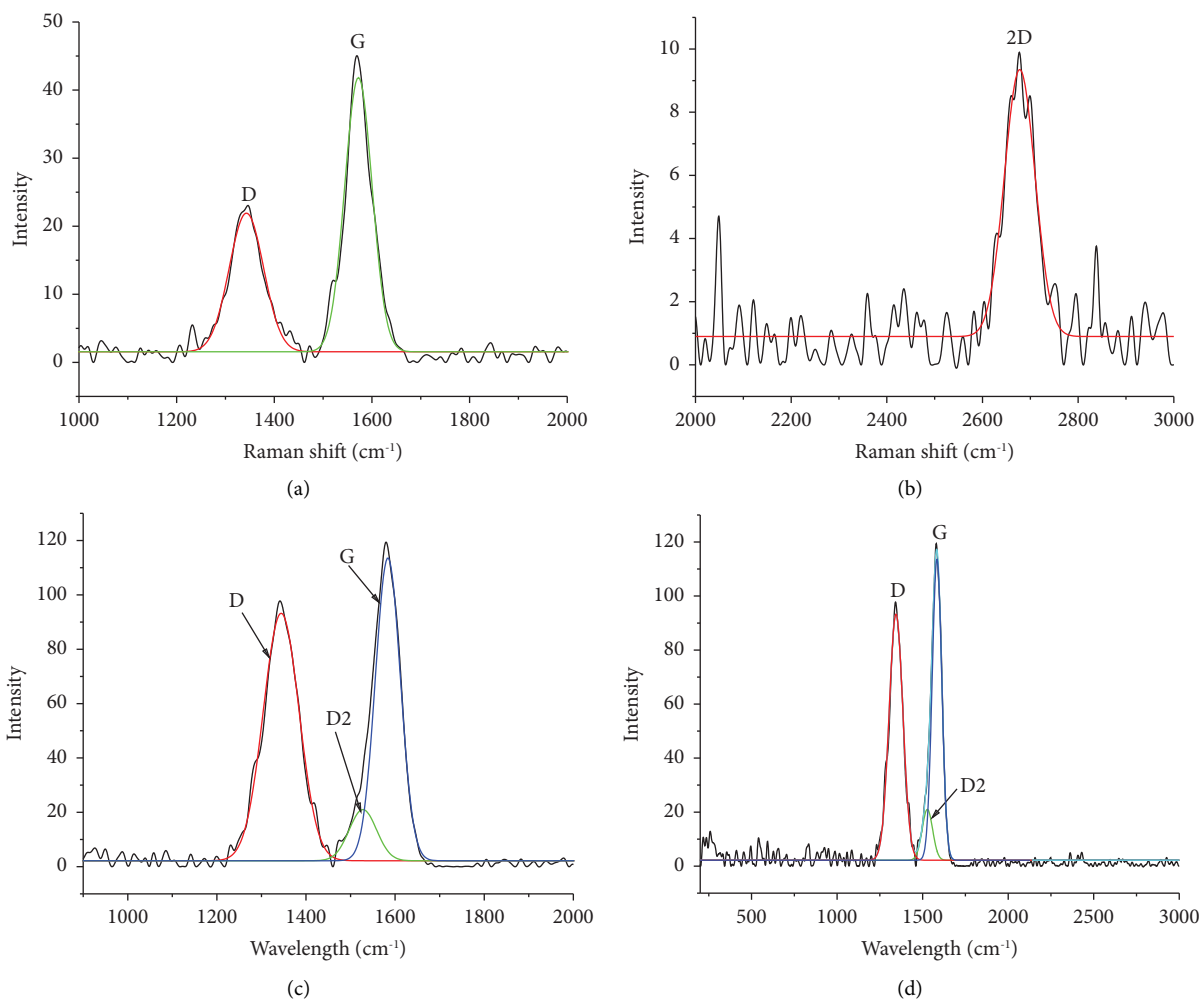 50
40
30
20
10
0
Intensity
D
G
1000 1200 1400 1600 1800 2000
Raman shift (cm-1)
(a)
10
8
6
4
2
0
Intensity
2D
2000 2200 2400 2600 2800 3000
Raman shift (cm-1)
(b)
120
100
80
60
40
20
0
Intensity
G
D
D2
1000 1200 1400 1600 1800 2000
Wavelength (cm-1)
(c)
120
100
80
60
40
20
0
Intensity
G
D
D2
500 1000 1500 2000 2500 3000
Wavelength (cm-1)
(d)